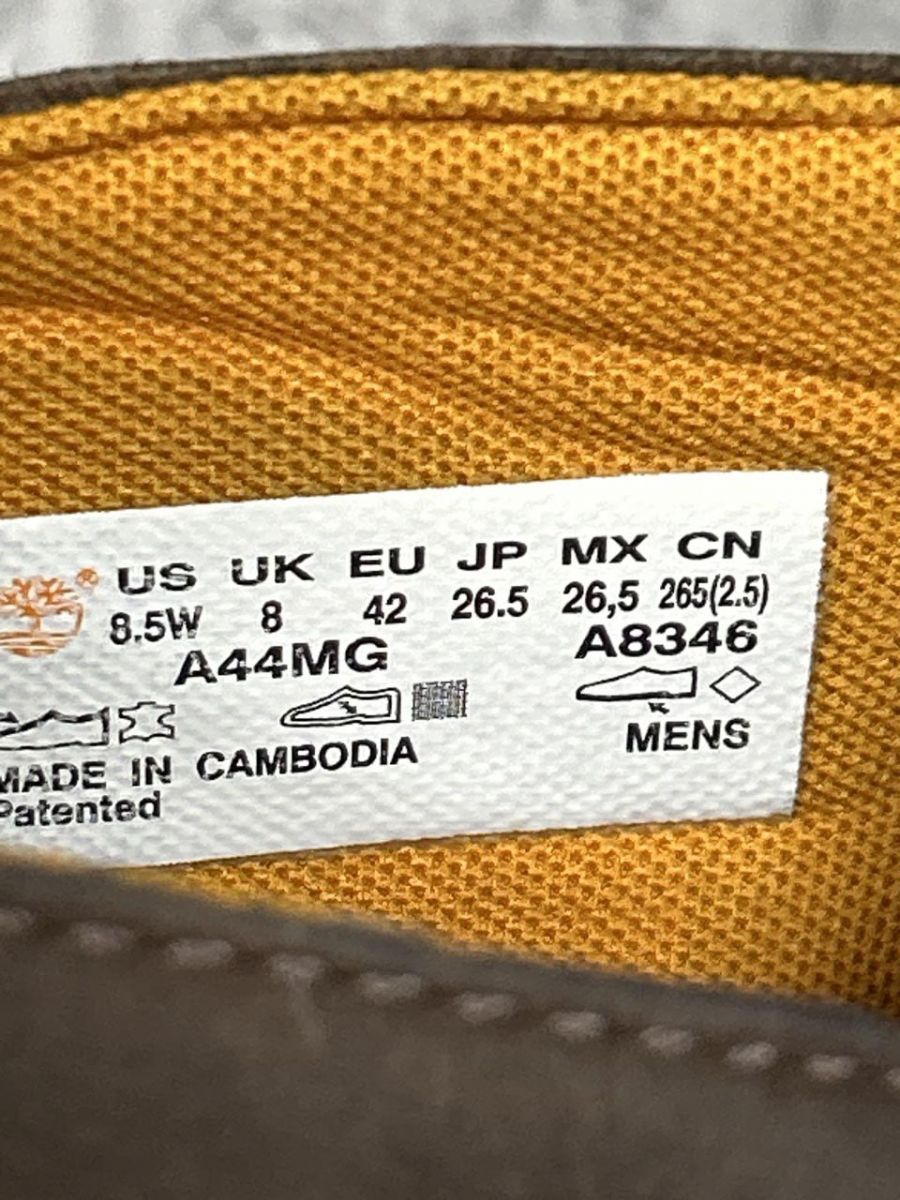 ® US UK EU JP MX CN
8.5W 8 42 26.5 26,5 265(2.5)
A44MG A8346
MENS
MADE IN CAMBODIA
Patented